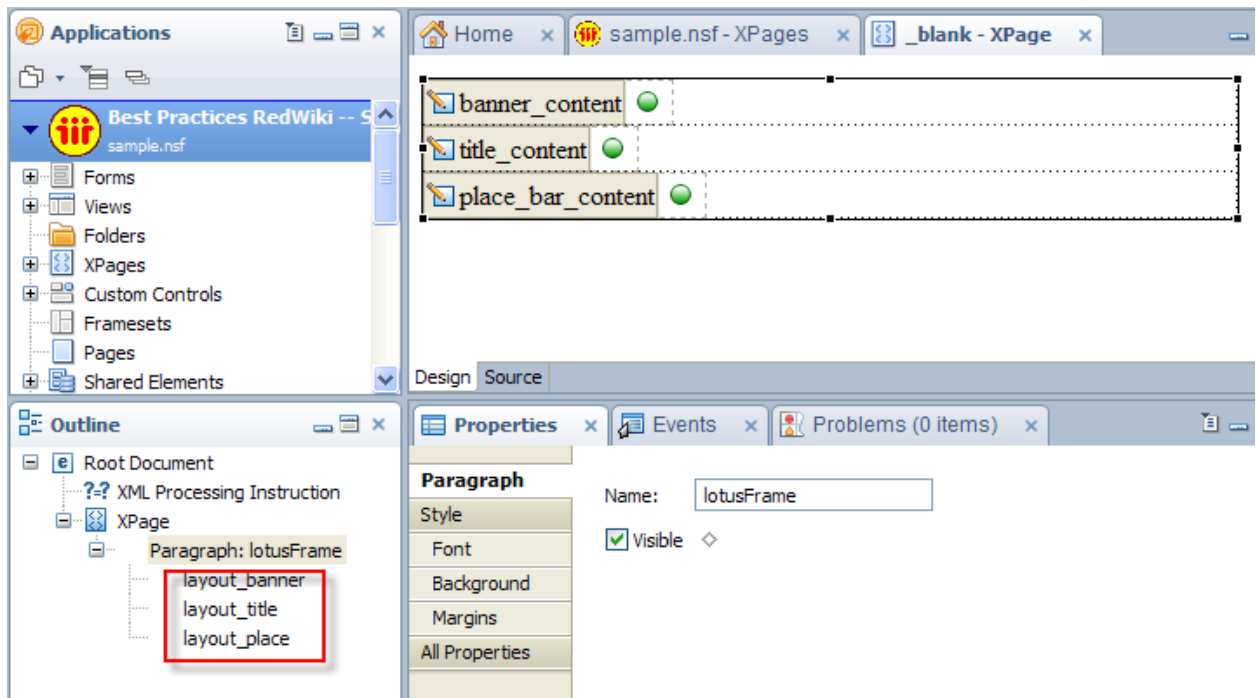 Applications
Best Practices RedWiki -- S
sample.nsf
Forms
Views
Folders
XPages
Custom Controls
Framesets
Pages
Shared Elements
Home
sample.nsf - XPages
_blank - XPage
banner_content
title_content
place_bar_content
Design
Source
Outline
Root Document
?=? XML Processing Instruction
XPage
Paragraph: lotusFrame
layout_banner
layout_title
layout_place
Properties
Events
Problems (0 items)
Paragraph
Style
Font
Background
Margins
All Properties
Name:
lotusFrame
Visible